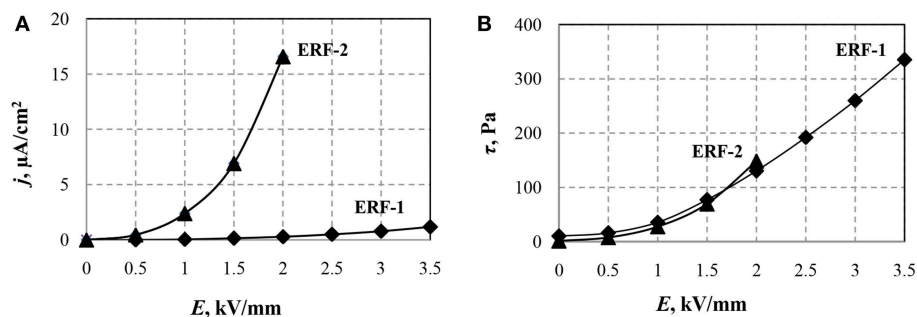 A
j, μA/cm²
20
15
10
5
0
ERF-2
ERF-1
0 0.5 1 1.5 2 2.5 3 3.5
E, kV/mm
B
τ, Pa
400
300
200
100
0
ERF-1
ERF-2
0 0.5 1 1.5 2 2.5 3 3.5
E, kV/mm